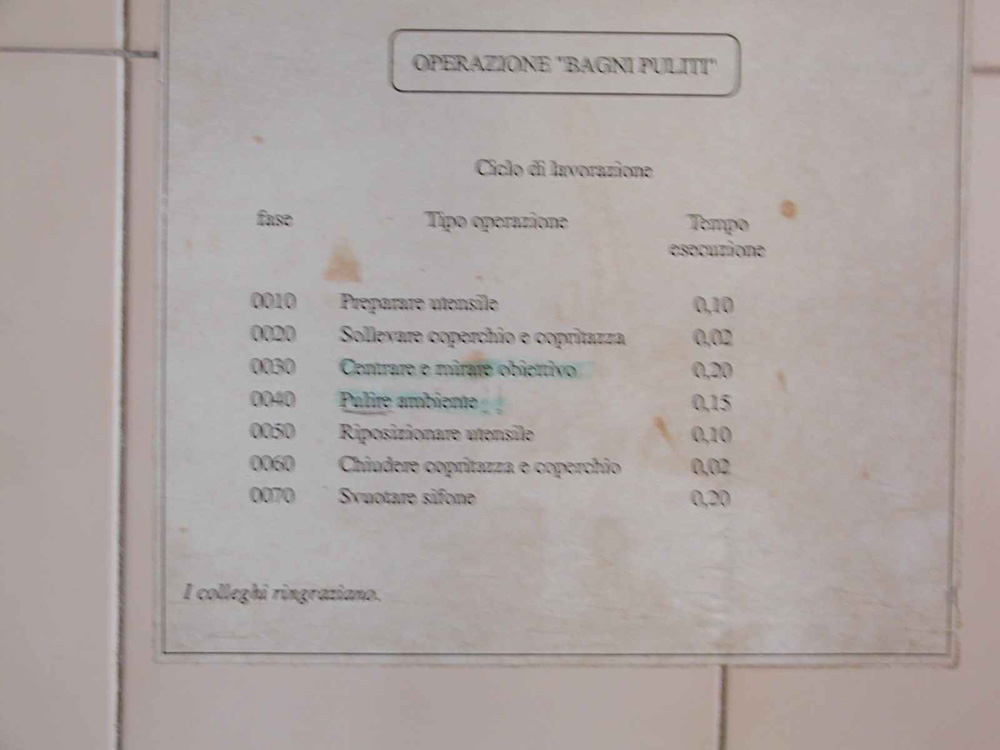 OPERAZIONE "BAGNI PULITI"
Ciclo di lavorazione
fase Tipo operazione Tempo esecuzione
0010 Preparare utensile 0,10
0020 Sollevare coperchio e copritazza 0,02
0030 Centrare e mirare obiettivo 0,20
0040 Pulire ambiente 0,15
0050 Riposizionare utensile 0,10
0060 Chiudere copritazza e coperchio 0,02
0070 Svuotare sifone 0,20
I colleghi ringraziano.